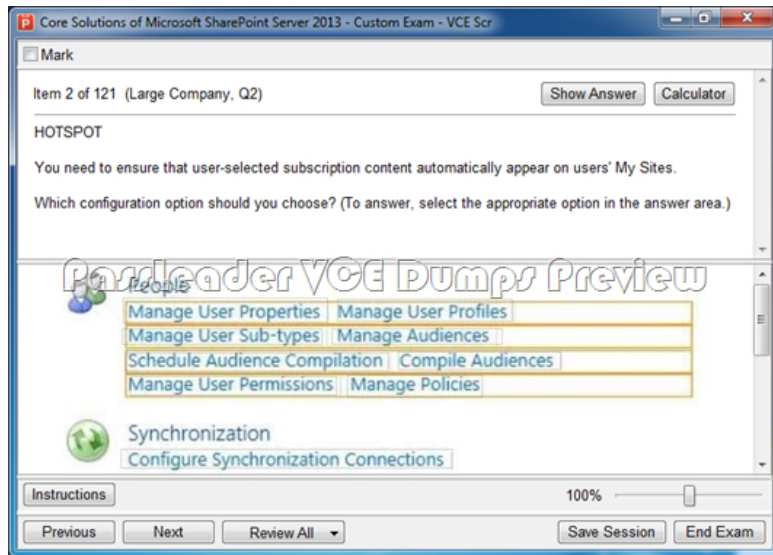 Core Solutions of Microsoft SharePoint Server 2013 - Custom Exam - VCE Scr
Mark
Item 2 of 121 (Large Company, Q2)
Show Answer
Calculator
HOTSPOT
You need to ensure that user-selected subscription content automatically appear on users' My Sites.
Which configuration option should you choose? (To answer, select the appropriate option in the answer area.)
Passleader VCE Dumps Preview
People
Manage User Properties Manage User Profiles
Manage User Sub-types Manage Audiences
Schedule Audience Compilation Compile Audiences
Manage User Permissions Manage Policies
Synchronization
Configure Synchronization Connections
Instructions
100%
Previous
Next
Review All
Save Session
End Exam